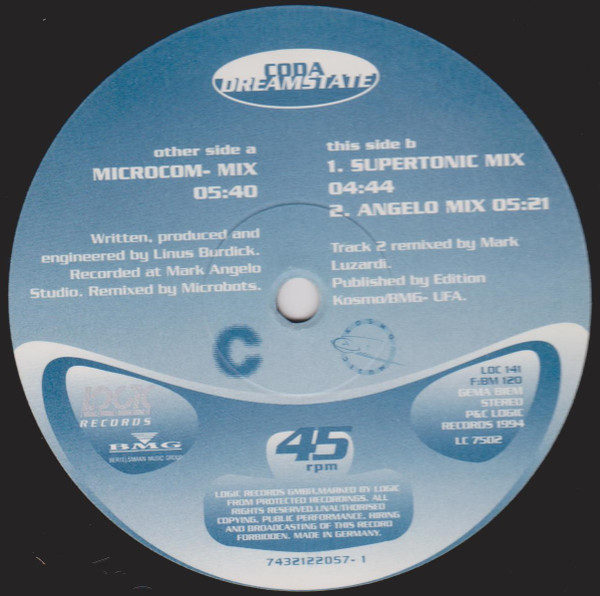 CODA
DREAMSTATE
other side a
MICROCOM- MIX
05:40
Written, produced and
engineered by Linus Burdick.
Recorded at Mark Angelo
Studio. Remixed by Microbots.
this side b
1. SUPERTONIC MIX
04:44
2. ANGELO MIX 05:21
Track 2 remixed by Mark
Luzardi.
Published by Edition
Kosmo/BMG- UFA.
C
LOGIC
RECORDS
BMG
BERTELSMANN MUSIC GROUP
LOC 141
F:BM 120
GEMA BIEM
STEREO
P&C LOGIC
RECORDS 1994
LC 7502
45
rpm
LOGIC RECORDS GMBH,MARKED BY LOGIC
FROM PROTECTED RECORDINGS. ALL
RIGHTS RESERVED.UNAUTHORISED
COPYING, PUBLIC PERFORMANCE, HIRING
AND BROADCASTING OF THIS RECORD
FORBIDDEN. MADE IN GERMANY.
7432122057- 1